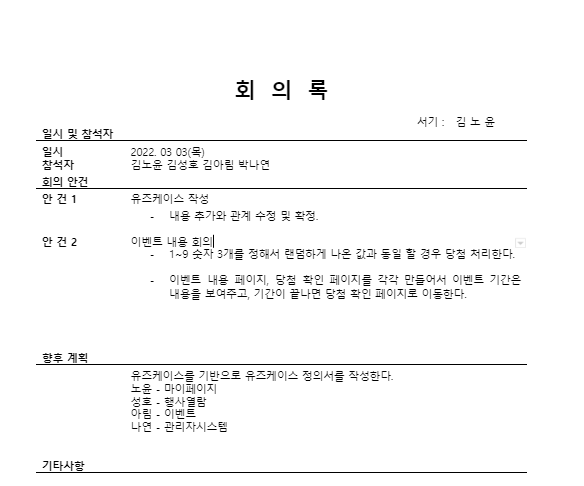 회 의 록
서기 : 김 노 윤
일시 및 참석자
일시 2022. 03 03(목)
참석자 김노윤 김성호 김아림 박나연
회의 안건
안 건 1 유즈케이스 작성
- 내용 추가와 관계 수정 및 확정.
안 건 2 이벤트 내용 회의
- 1~9 숫자 3개를 정해서 랜덤하게 나온 값과 동일 할 경우 당첨 처리한다.
- 이벤트 내용 페이지, 당첨 확인 페이지를 각각 만들어서 이벤트 기간은
내용을 보여주고, 기간이 끝나면 당첨 확인 페이지로 이동한다.
향후 계획
유즈케이스를 기반으로 유즈케이스 정의서를 작성한다.
노윤 - 마이페이지
성호 - 행사열람
아림 - 이벤트
나연 - 관리자시스템
기타사항